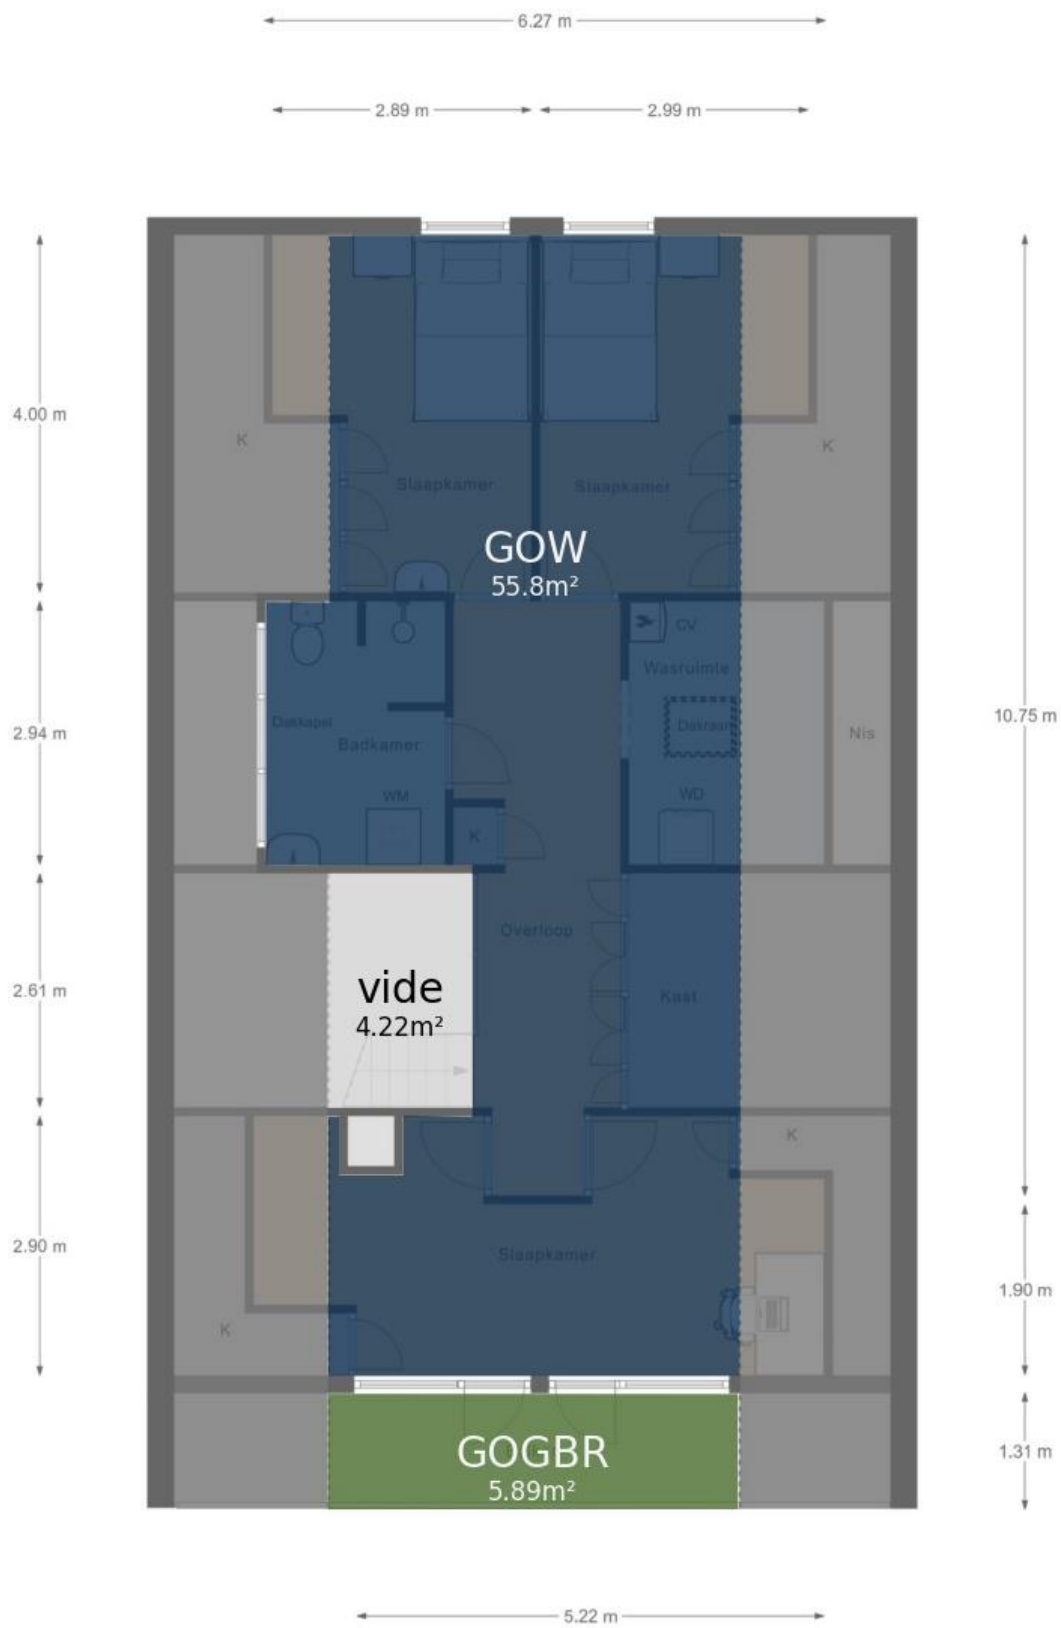 6.27 m
2.89 m
2.99 m
4.00 m
K
K
Slaapkamer
Slaapkamer
GOW
55.8m²
CV
Wasruimte
Dakkapel
Badkamer
Dakraam
Nis
10.75 m
2.94 m
WM
WD
K
Overloop
vide
4.22m²
2.61 m
Kast
K
Slaapkamer
2.90 m
K
1.90 m
GOGBR
5.89m²
1.31 m
5.22 m